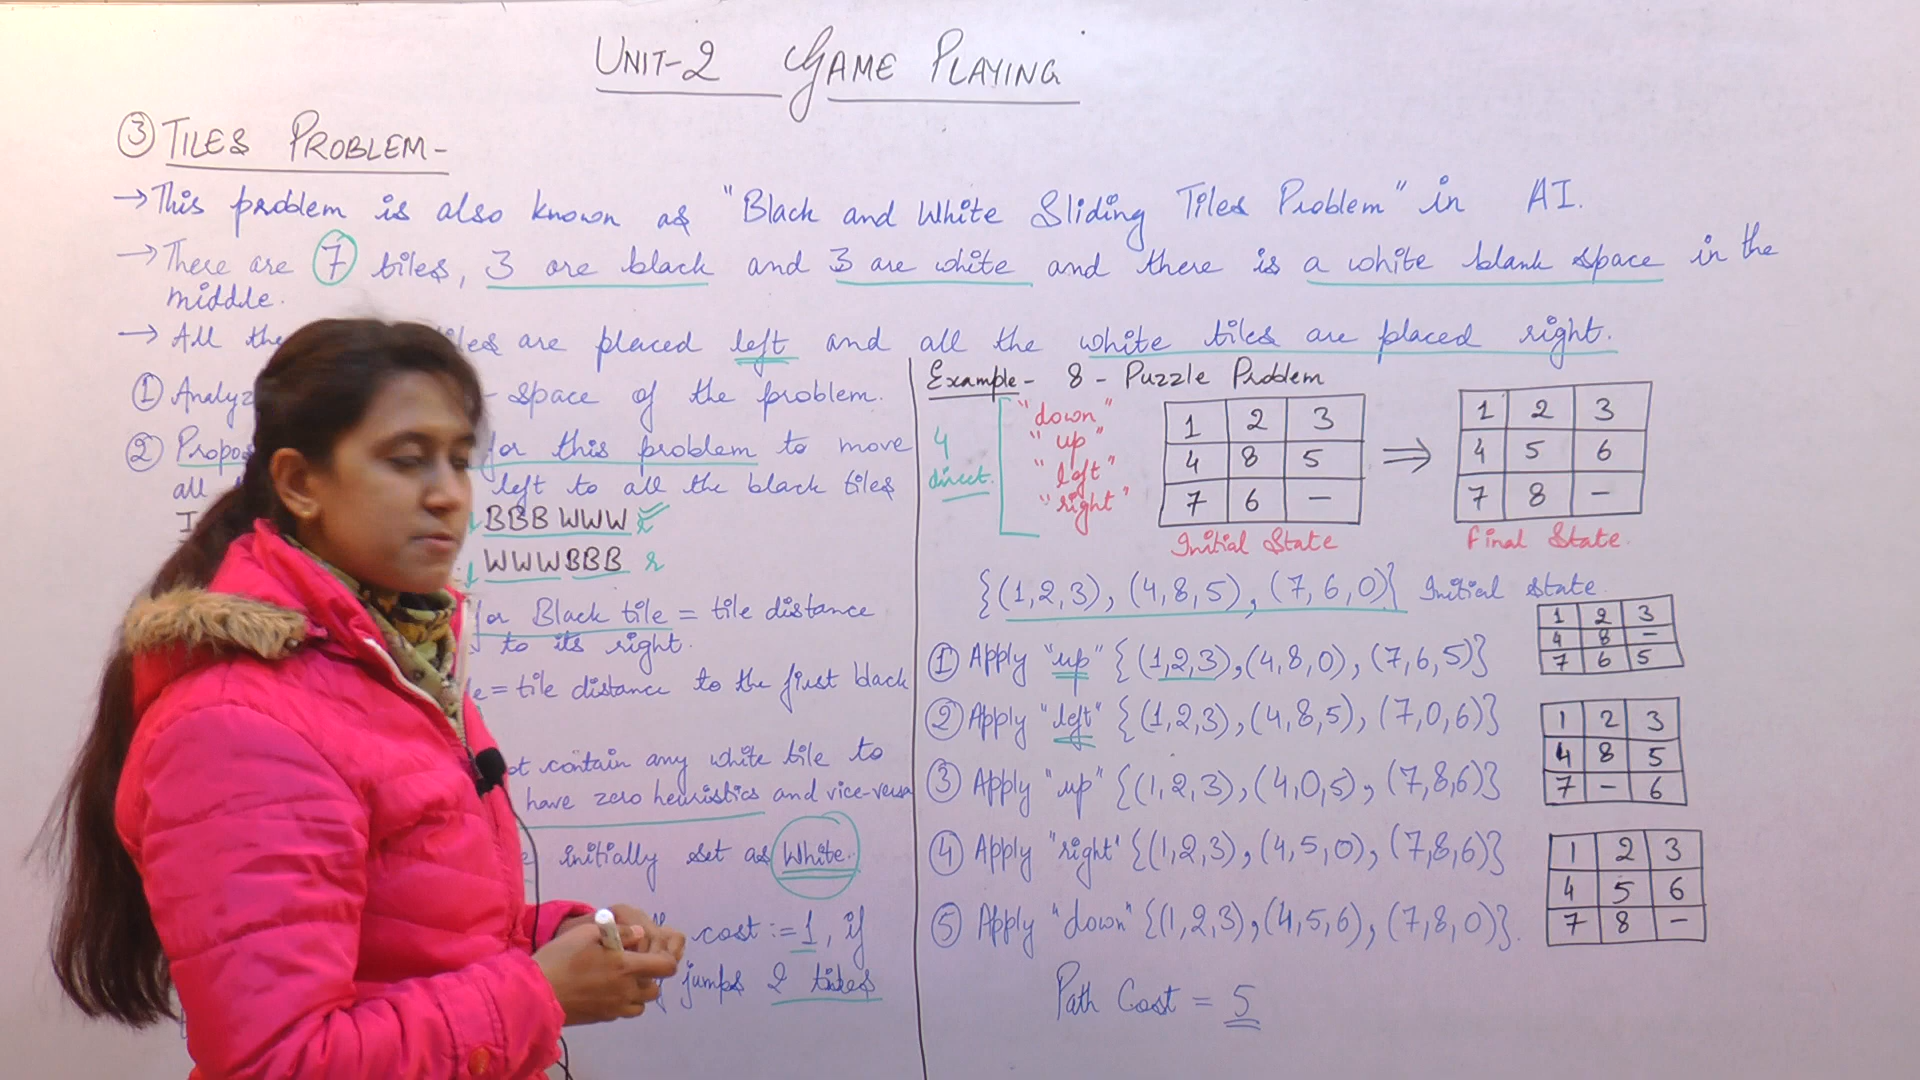 UNIT-2 GAME PLAYING
③ TILES PROBLEM-
→ This problem is also known as "Black and White Sliding Tiles Problem" in AI.
→ There are 7 tiles, 3 are black and 3 are white and there is a white blank space in the
middle.
→ All the tiles are placed left and all the white tiles are placed right.
① space of the problem.
② for this problem to move
all left to all the black tiles
BBB WWW
WWWBBB r
for Black tile = tile distance
to its right.
= tile distance to the first black
contain any white tile to
have zero heuristics and vice-versa
initially set as White.
cost := 1, if
jumps 2 tiles
Example- 8 - Puzzle Problem
4
direct.
"down"
"up"
"left"
"right"
1 2 3
4 8 5
7 6 –
Initial State
⇒
1 2 3
4 5 6
7 8 –
Final State.
{(1,2,3), (4,8,5), (7,6,0)} Initial state
① Apply "up" {(1,2,3),(4,8,0),(7,6,5)}
1 2 3
4 8 –
7 6 5
② Apply "left" {(1,2,3),(4,8,5),(7,0,6)}
1 2 3
4 8 5
7 – 6
③ Apply "up" {(1,2,3),(4,0,5),(7,8,6)}
④ Apply "right" {(1,2,3),(4,5,0),(7,8,6)}
⑤ Apply "down" {(1,2,3),(4,5,6),(7,8,0)}.
1 2 3
4 5 6
7 8 –
Path Cost = 5